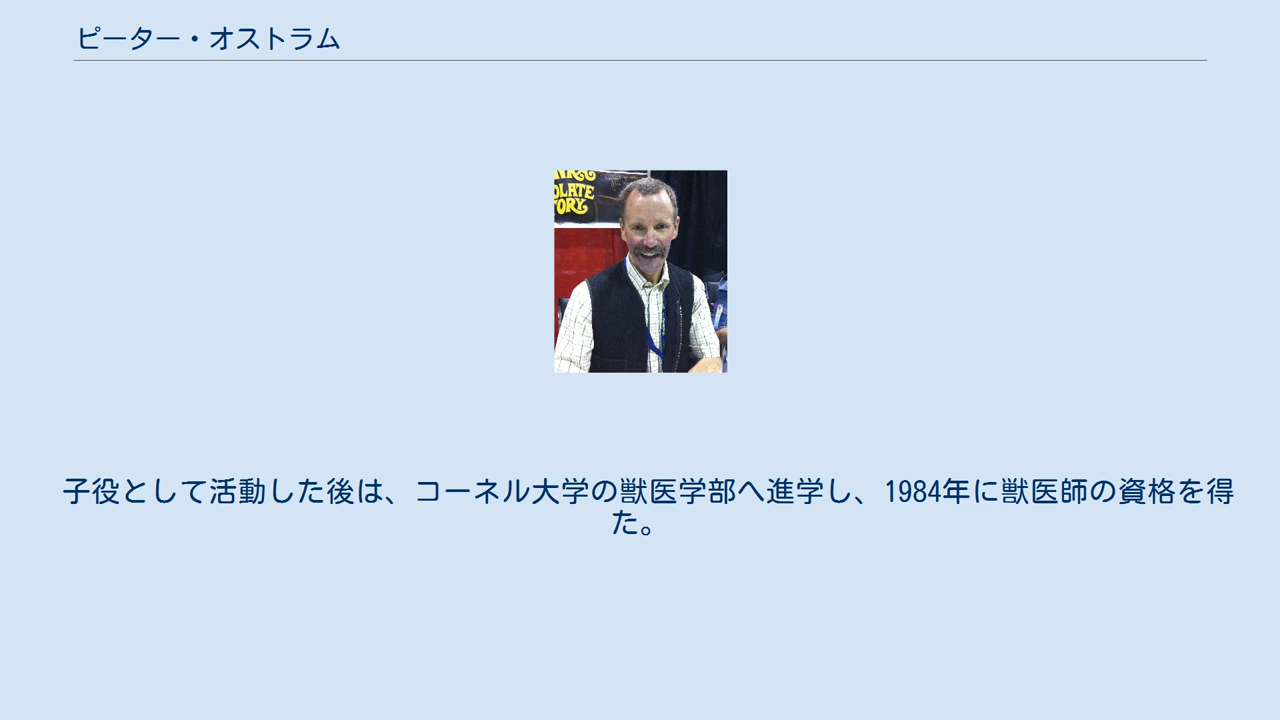 ピーター・オストラム
OLATE
ORY
子役として活動した後は、コーネル大学の獣医学部へ進学し、1984年に獣医師の資格を得
た。